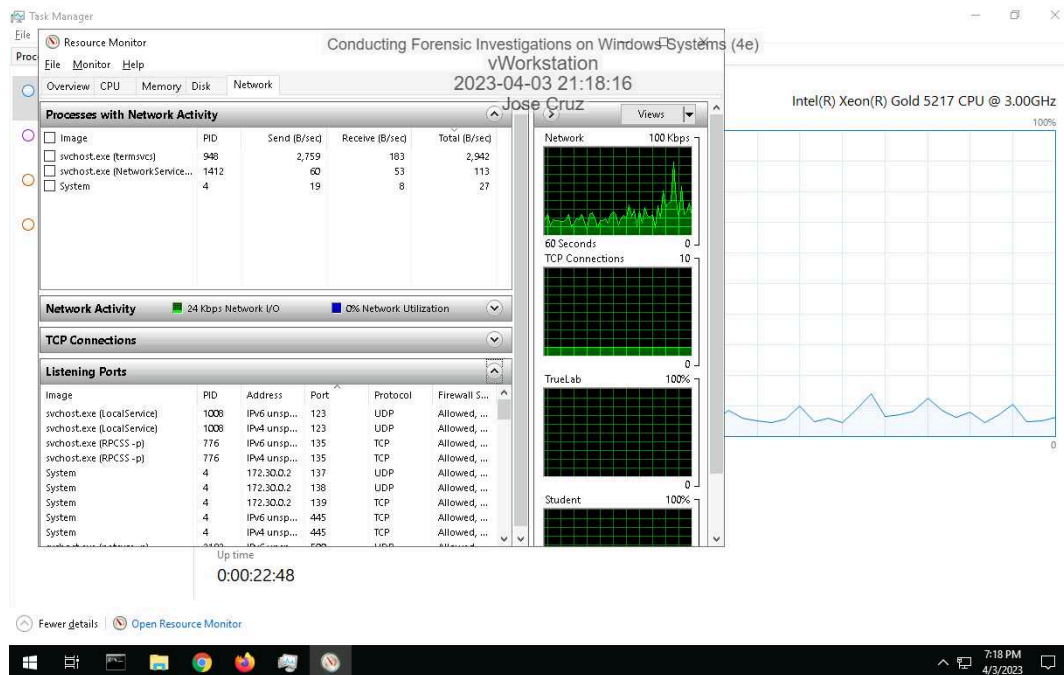 Task Manager
File
Resource Monitor
Conducting Forensic Investigations on Windows Systems (4e)
vWorkstation
2023-04-03 21:18:16
Jose Cruz
Proc
File Monitor Help
Overview CPU Memory Disk Network
Intel(R) Xeon(R) Gold 5217 CPU @ 3.00GHz
100%
Processes with Network Activity
Image PID Send (B/sec) Receive (B/sec) Total (B/sec)
svchost.exe (termsvcs) 948 2,759 183 2,942
svchost.exe (NetworkService... 1412 60 53 113
System 4 19 8 27
Views
Network 100 Kbps
60 Seconds 0
TCP Connections 10
0
TrueLab 100%
0
Student 100%
Network Activity 24 Kbps Network I/O 0% Network Utilization
TCP Connections
Listening Ports
Image PID Address Port Protocol Firewall S...
svchost.exe (LocalService) 1008 IPv6 unsp... 123 UDP Allowed, ...
svchost.exe (LocalService) 1008 IPv4 unsp... 123 UDP Allowed, ...
svchost.exe (RPCSS -p) 776 IPv6 unsp... 135 TCP Allowed, ...
svchost.exe (RPCSS -p) 776 IPv4 unsp... 135 TCP Allowed, ...
System 4 172.30.0.2 137 UDP Allowed, ...
System 4 172.30.0.2 138 UDP Allowed, ...
System 4 172.30.0.2 139 TCP Allowed, ...
System 4 IPv6 unsp... 445 TCP Allowed, ...
System 4 IPv4 unsp... 445 TCP Allowed, ...
0
Up time
0:00:22:48
Fewer details Open Resource Monitor
7:18 PM
4/3/2023